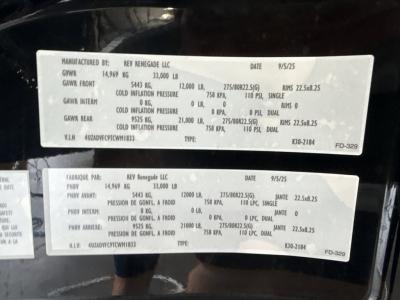 MANUFACTURED BY: REV RENEGADE LLC DATE 9/5/25
GVWR 14,969 KG 33,000 LB
GAWR FRONT 5443 KG, 12,000 LB, 275/80R22.5(G) RIMS 22.5x8.25
COLD INFLATION PRESSURE 758 KPA, 110 PSI, SINGLE
GAWR INTERM 0 KG, 0 LB, RIMS 0
COLD INFLATION PRESSURE 0 KPA, 0 PSI, DUAL
GAWR REAR 9525 KG, 21,000 LB, 275/80R22.5(G) RIMS 22.5x8.25
COLD INFLATION PRESSURE 758 KPA, 110 PSI, DUAL
V.I.N K30-2184
FD-329
FABRIQUE PAR: REV Renegade LLC 9/5/25
PNBV 14,969 KG 33,000 LB
PNBV AVANT: 5443 KG, 12000 LB, 275/80R22.5(G) JANTE 22.5x8.25
PRESSION DE GONFL. A FROID 758 KPA, 110 LPC, SINGLE
PNBV INTERM: 0 KG, 0 LB, JANTE 0
PRESSION DE GONFL. A FROID 0 KPA, 0 LPC, DUAL
PNBV ARRIERE: 9525 KG, 21000 LB, 275/80R22.5(G) JANTE 22.5x8.25
PRESSION DE GONFL. A FROID 758 KPA, 110 LPC, DUAL
K30-2184
FD-329